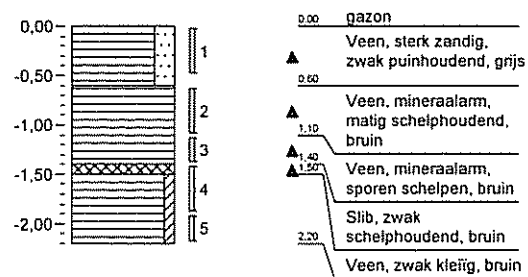 0,00
-0,50
-1,00
-1,50
-2,00
1
2
3
4
5
0.00
gazon
Veen, sterk zandig,
zwak puinhoudend, grijs
0.60
Veen, mineraalarm,
matig schelphoudend,
bruin
1.10
Veen, mineraalarm,
sporen schelpen, bruin
1.40
1.50
Slib, zwak
schelphoudend, bruin
2.20
Veen, zwak kleiïg, bruin